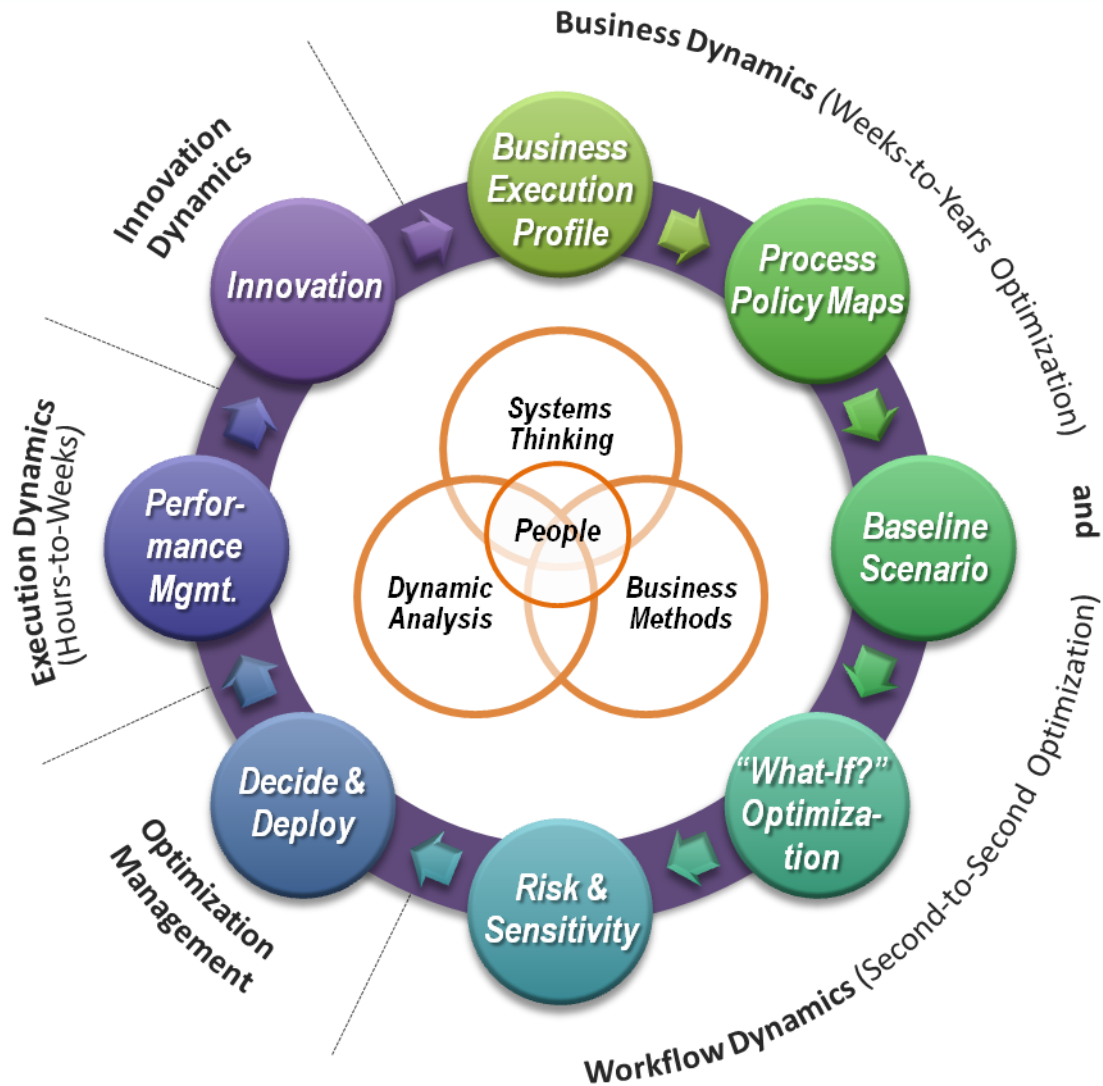 Business Dynamics (Weeks-to-Years Optimization)
and
Workflow Dynamics (Second-to-Second Optimization)
Optimization
Management
Execution Dynamics
(Hours-to-Weeks)
Innovation
Dynamics
Business
Execution
Profile
Process
Policy Maps
Baseline
Scenario
“What-If?”
Optimiza-
tion
Risk &
Sensitivity
Decide &
Deploy
Perfor-
mance
Mgmt.
Innovation
Systems
Thinking
People
Dynamic
Analysis
Business
Methods